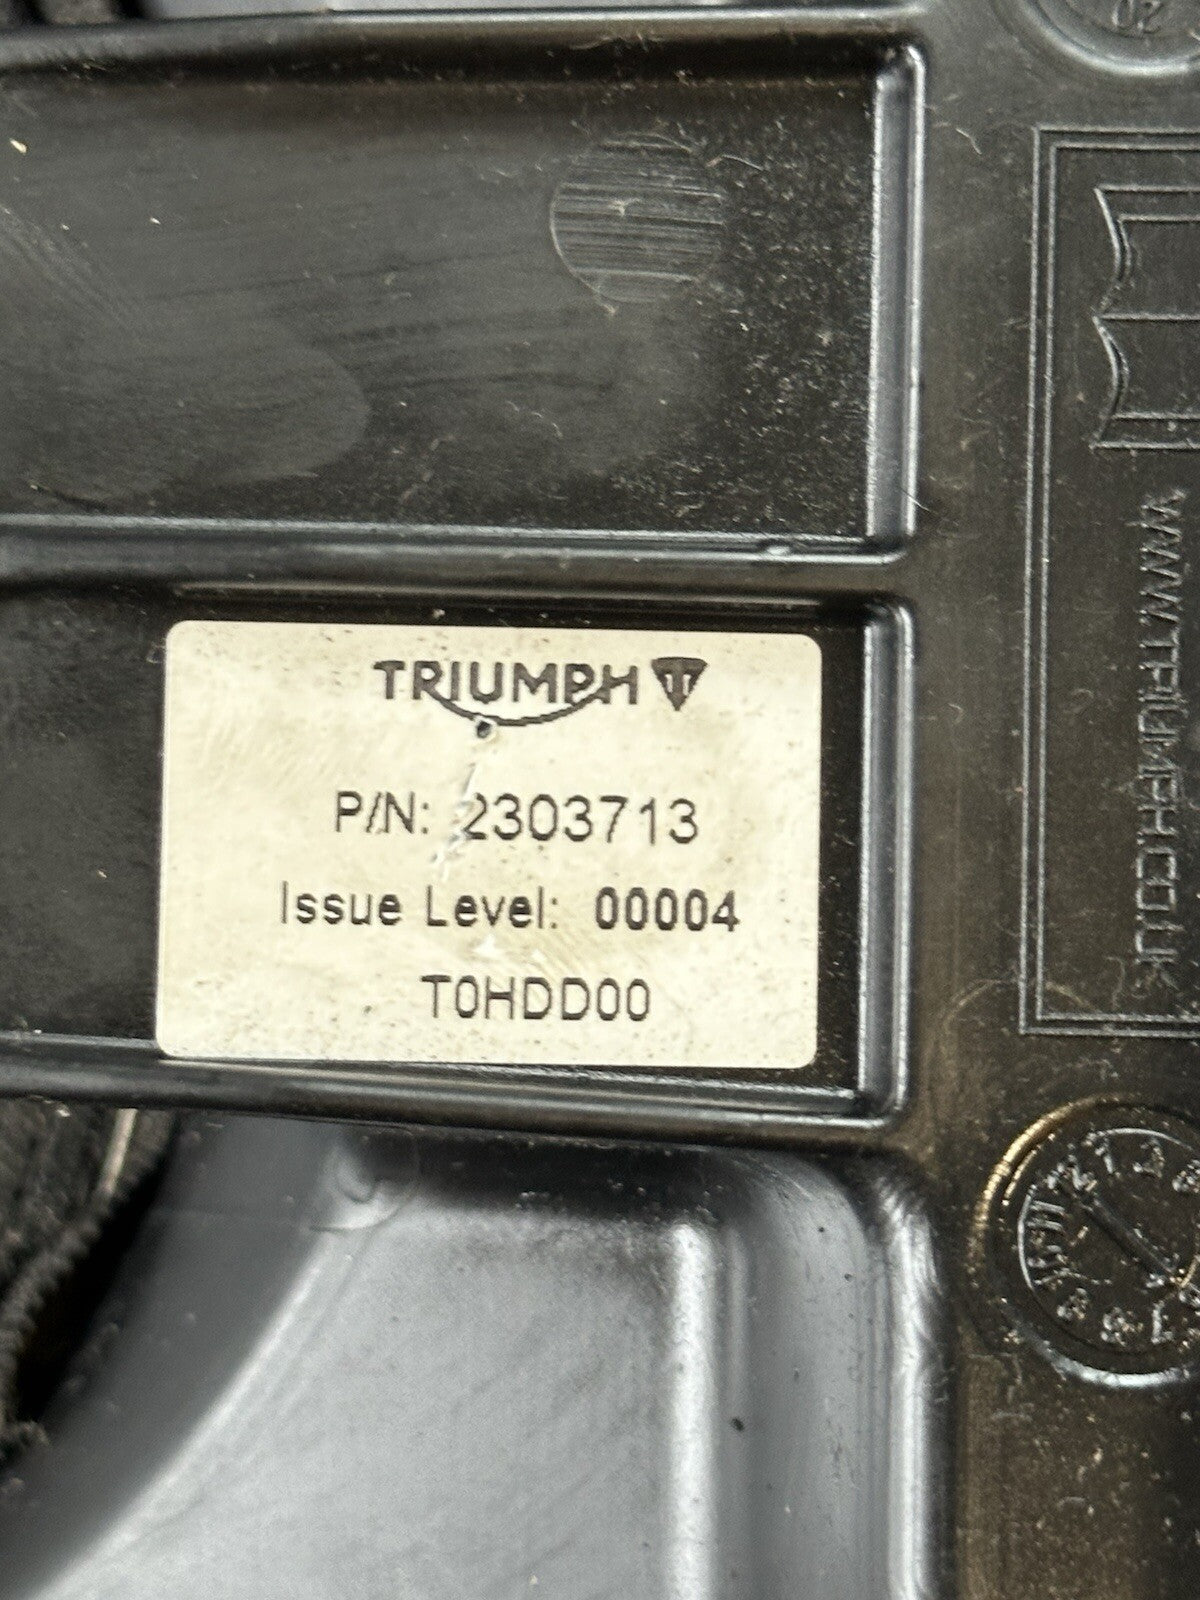 TRIUMPH
P/N: 2303713
Issue Level: 00004
T0HDD00
WWW.TRIUMPH.CO.UK